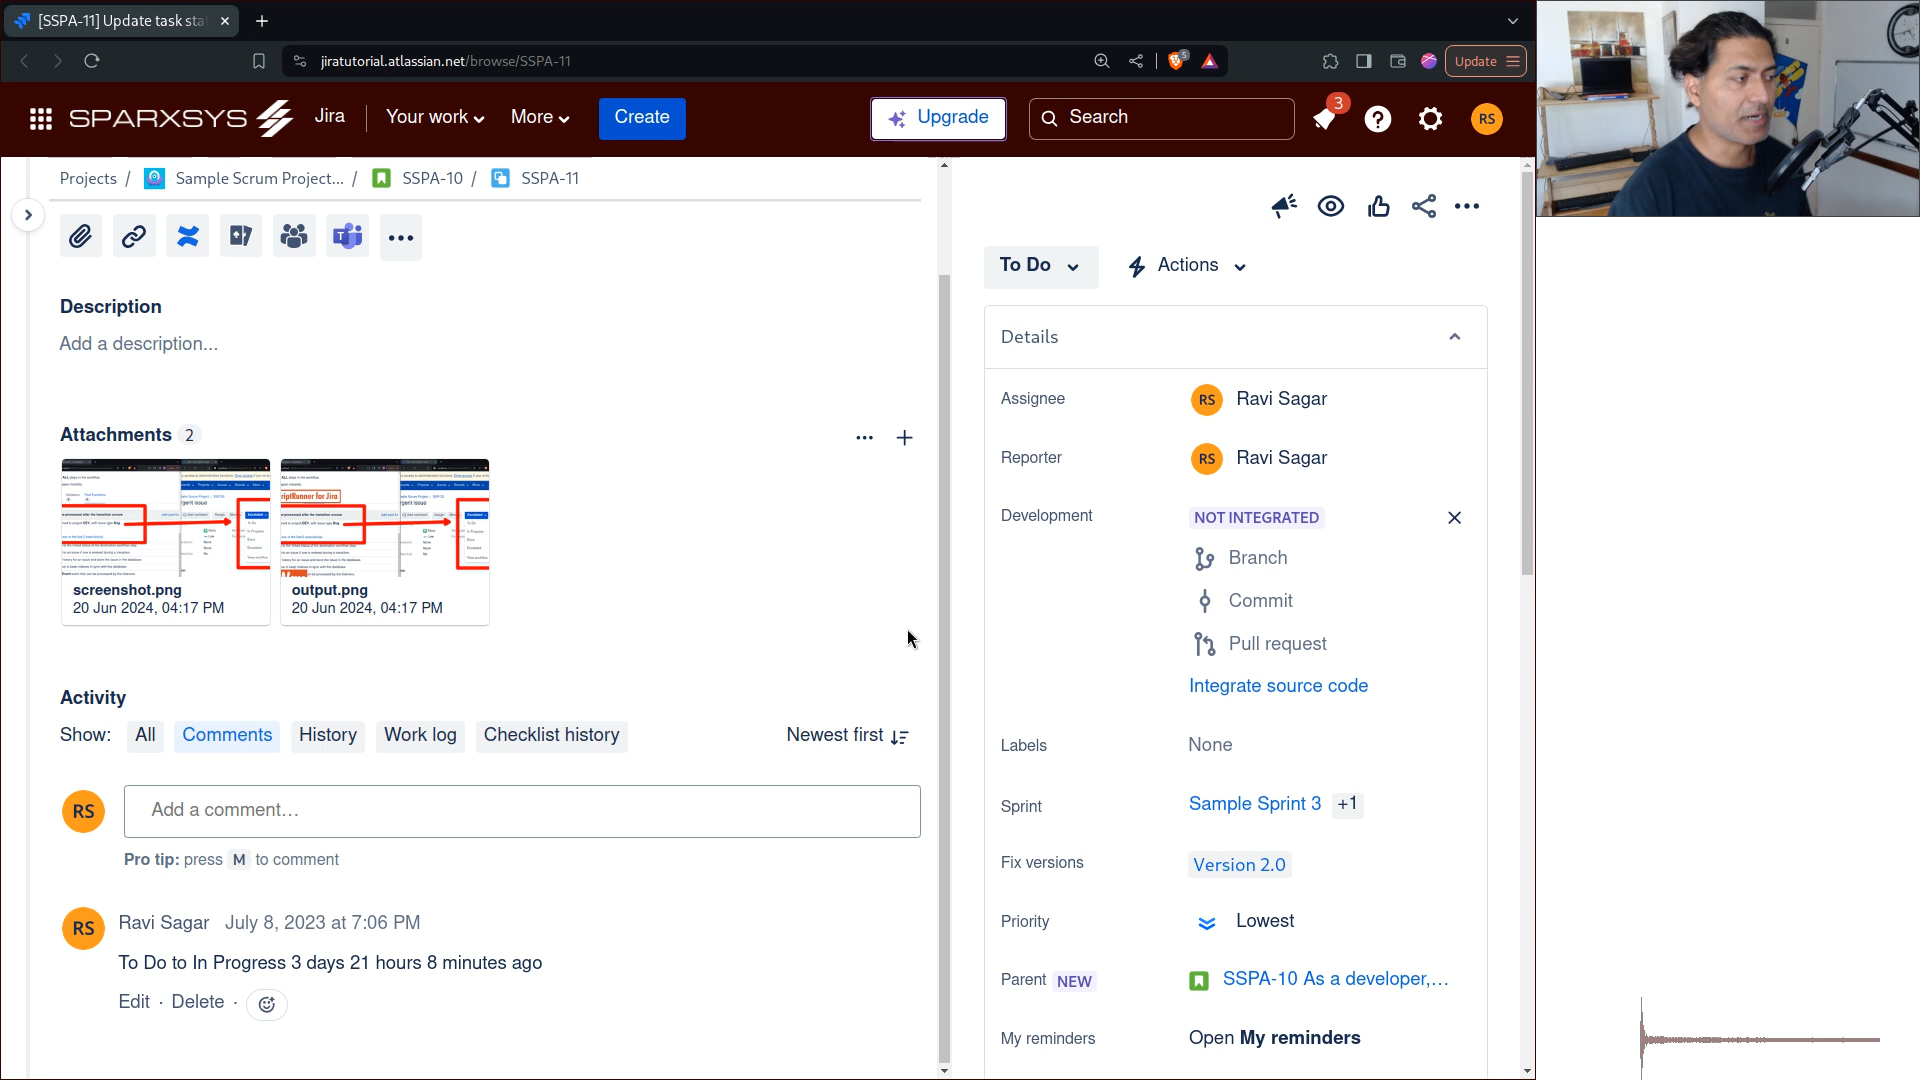 [SSPA-11] Update task sta
jiratutorial.atlassian.net/browse/SSPA-11
5
Update
SPARXSYS
Jira
Your work
More
Create
Upgrade
Search
3
RS
Projects / Sample Scrum Project... / SSPA-10 / SSPA-11
Description
Add a description...
Attachments 2
screenshot.png
20 Jun 2024, 04:17 PM
output.png
20 Jun 2024, 04:17 PM
Activity
Show: All Comments History Work log Checklist history
Newest first
RS
Add a comment…
Pro tip: press M to comment
RS
Ravi Sagar July 8, 2023 at 7:06 PM
To Do to In Progress 3 days 21 hours 8 minutes ago
Edit · Delete ·
To Do
Actions
Details
Assignee
RS Ravi Sagar
Reporter
RS Ravi Sagar
Development
NOT INTEGRATED
Branch
Commit
Pull request
Integrate source code
Labels
None
Sprint
Sample Sprint 3 +1
Fix versions
Version 2.0
Priority
Lowest
Parent NEW
SSPA-10 As a developer,...
My reminders
Open My reminders